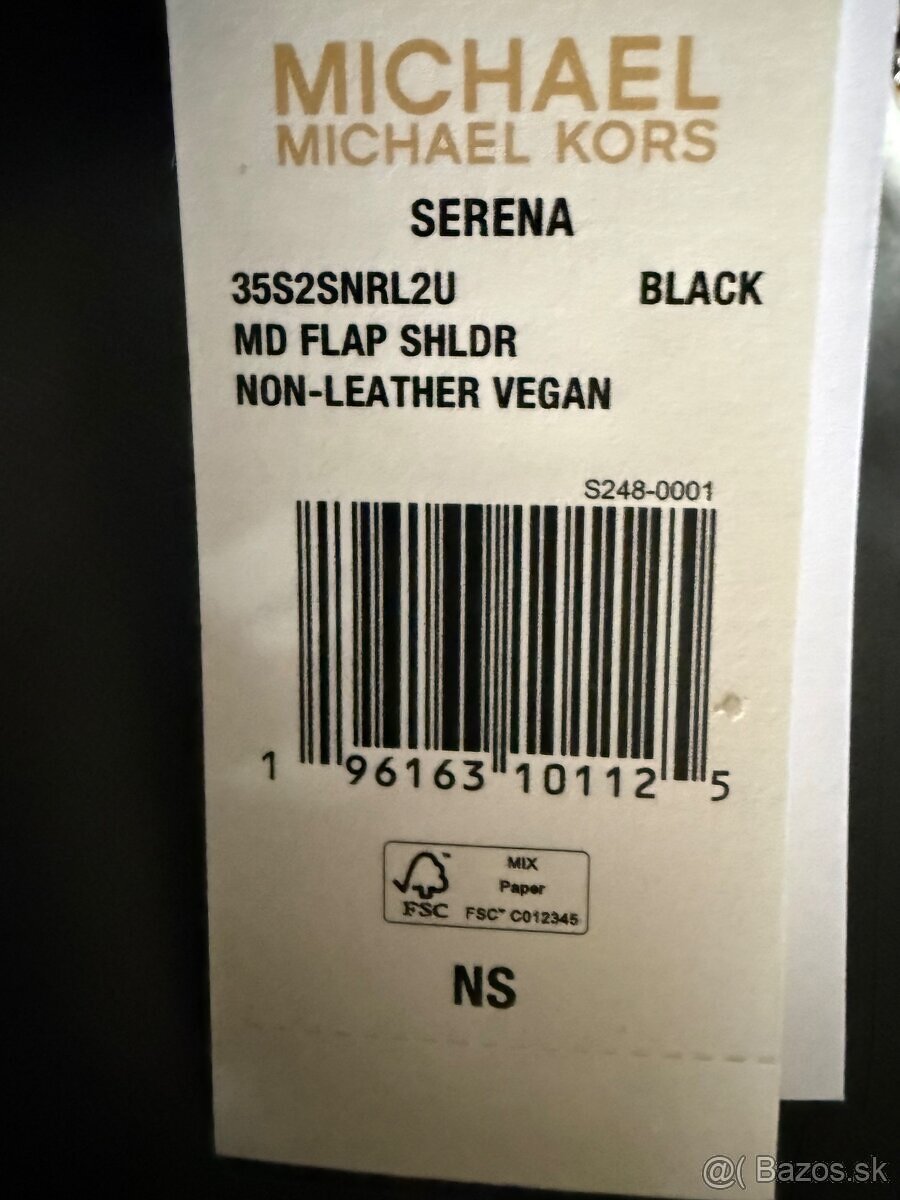 MICHAEL
MICHAEL KORS
SERENA
35S2SNRL2U BLACK
MD FLAP SHLDR
NON-LEATHER VEGAN
S248-0001
1 96163 10112 5
MIX
Paper
FSC FSC™ C012345
NS
@( Bazos.sk